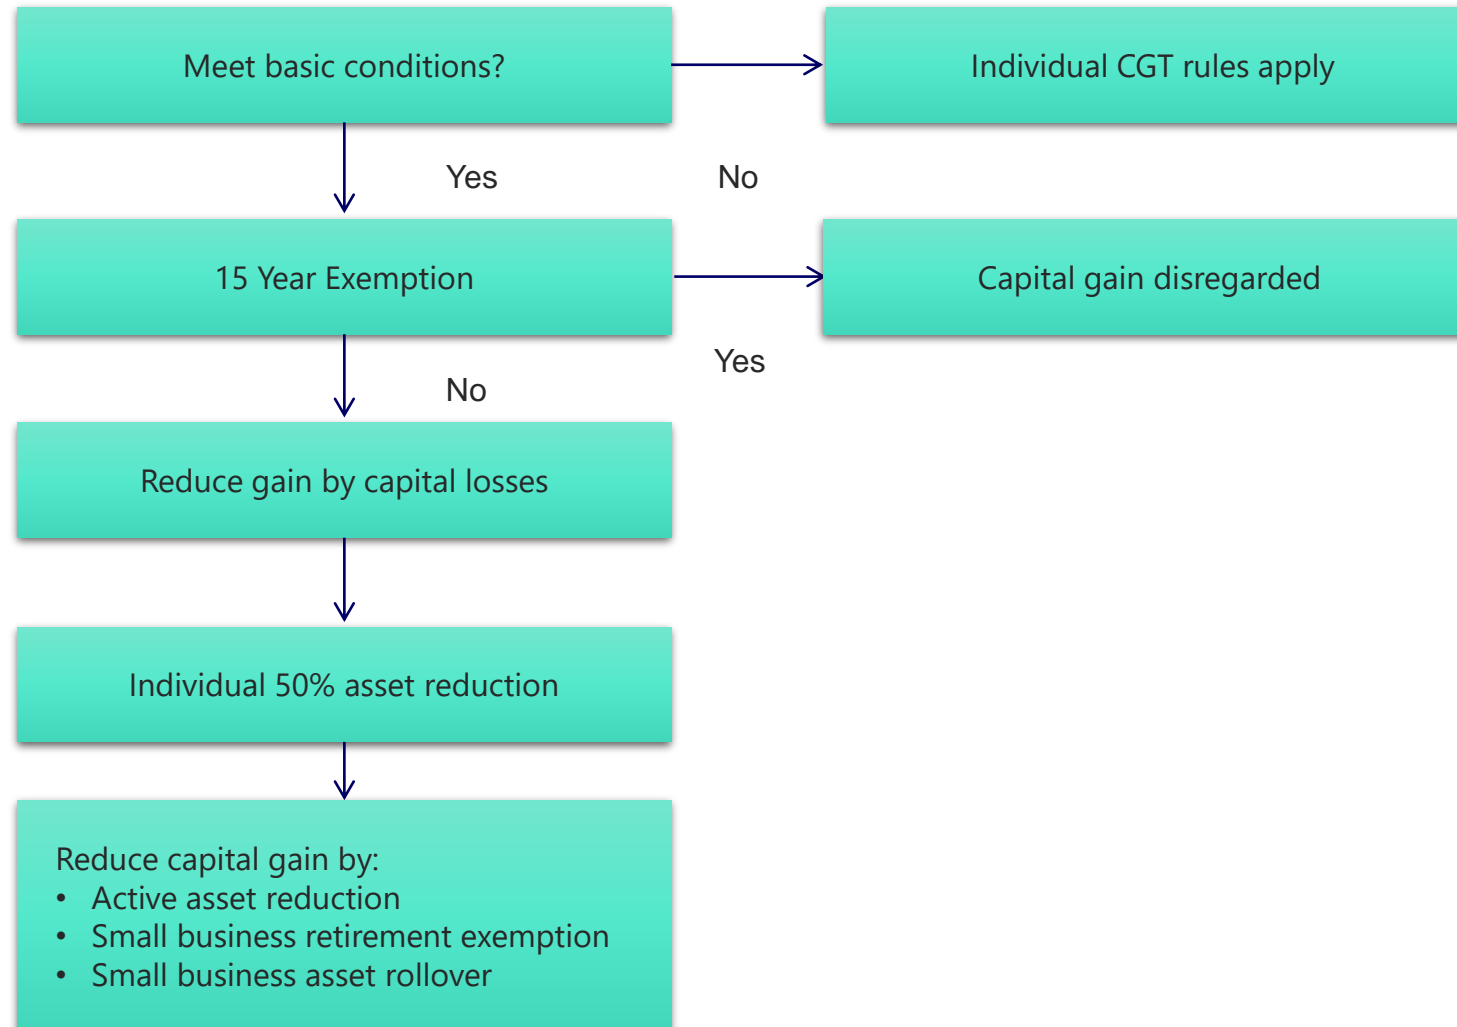 Meet basic conditions?
Individual CGT rules apply
Yes
No
15 Year Exemption
Capital gain disregarded
Yes
No
Reduce gain by capital losses
Individual 50% asset reduction
Reduce capital gain by:
• Active asset reduction
• Small business retirement exemption
• Small business asset rollover